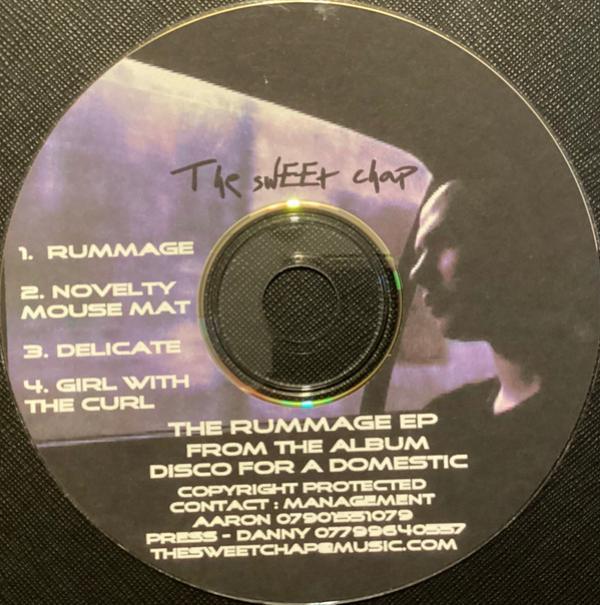 The swEEt chap
1. RUMMAGE
2. NOVELTY
MOUSE MAT
3. DELICATE
4. GIRL WITH
THE CURL
THE RUMMAGE EP
FROM THE ALBUM
DISCO FOR A DOMESTIC
COPYRIGHT PROTECTED
CONTACT : MANAGEMENT
AARON 07901551079
PRESS - DANNY 07799640557
THESWEETCHAP@MUSIC.COM